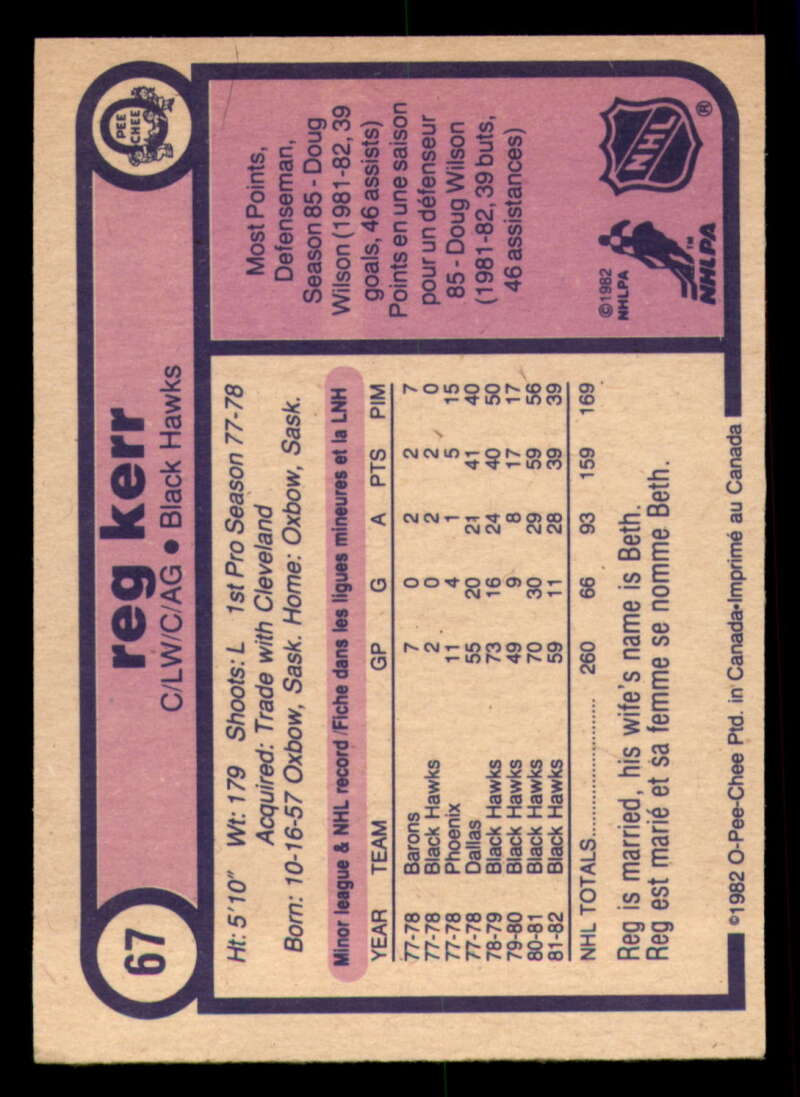 67
reg kerr
C/LW/C/AG • Black Hawks
O
PEE
CHEE
Ht: 5'10" Wt: 179 Shoots: L 1st Pro Season 77-78
Acquired: Trade with Cleveland
Born: 10-16-57 Oxbow, Sask. Home: Oxbow, Sask.
Minor league & NHL record/Fiche dans les ligues mineures et la LNH
YEAR TEAM GP G A PTS PIM
77-78 Barons 7 0 2 2 7
77-78 Black Hawks 2 0 2 2 0
77-78 Phoenix 11 4 1 5 15
77-78 Dallas 55 20 21 41 40
78-79 Black Hawks 73 16 24 40 50
79-80 Black Hawks 49 9 8 17 17
80-81 Black Hawks 70 30 29 59 56
81-82 Black Hawks 59 11 28 39 39
NHL TOTALS.................... 260 66 93 159 169
Reg is married, his wife's name is Beth.
Reg est marié et sa femme se nomme Beth.
Most Points,
Defenseman,
Season 85 - Doug
Wilson (1981-82, 39
goals, 46 assists)
Points en une saison
pour un défenseur
85 - Doug Wilson
(1981-82, 39 buts,
46 assistances)
©1982
NHLPA
NHLPA™
NHL®
©1982 O-Pee-Chee Ptd. in Canada•Imprimé au Canada